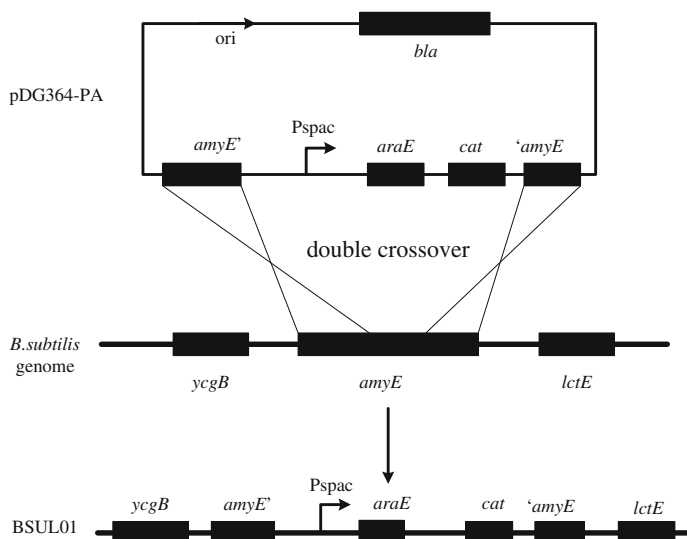 ori
bla
pDG364-PA
Pspac
amyE’ araE cat ‘amyE
double crossover
B.subtilis
genome
ycgB amyE lctE
Pspac
ycgB amyE’ araE cat ‘amyE lctE
BSUL01